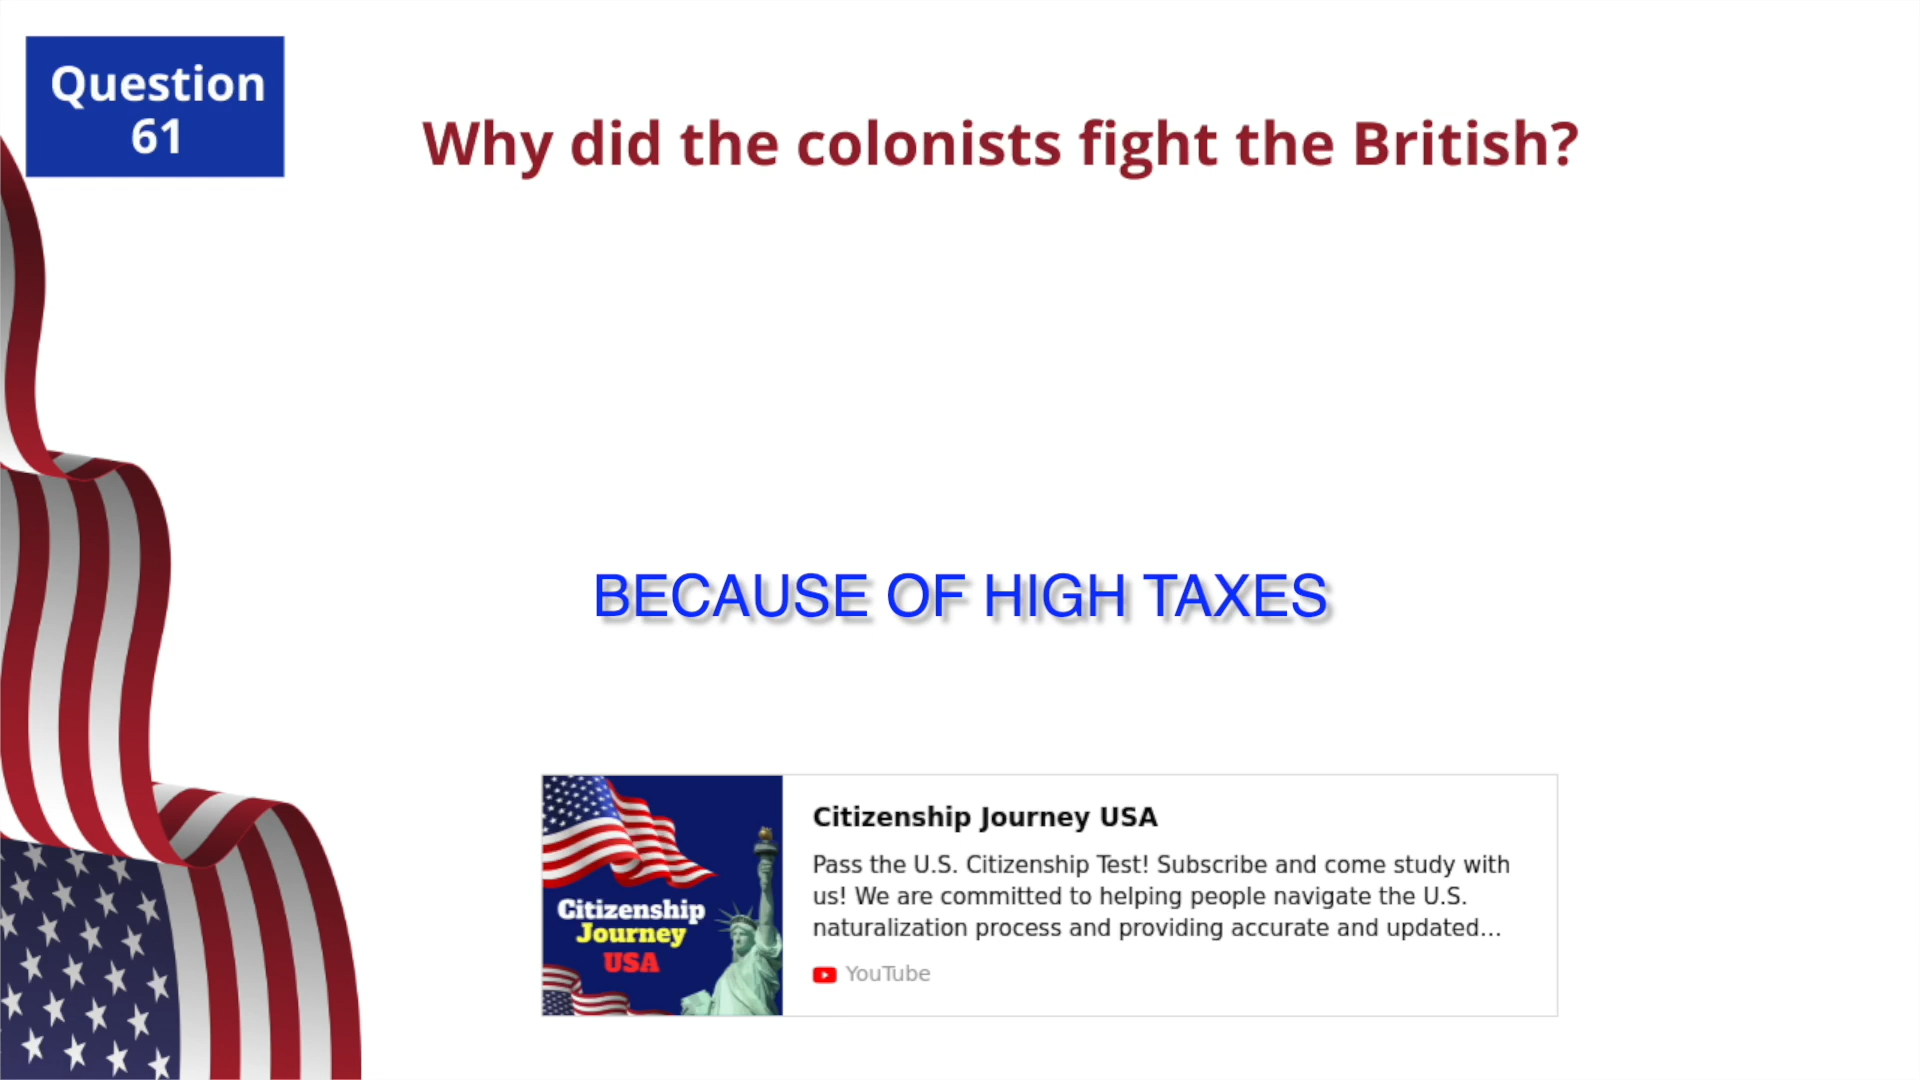 Question
61
Why did the colonists fight the British?
BECAUSE OF HIGH TAXES
Citizenship
Journey
USA
Citizenship Journey USA
Pass the U.S. Citizenship Test! Subscribe and come study with
us! We are committed to helping people navigate the U.S.
naturalization process and providing accurate and updated...
YouTube